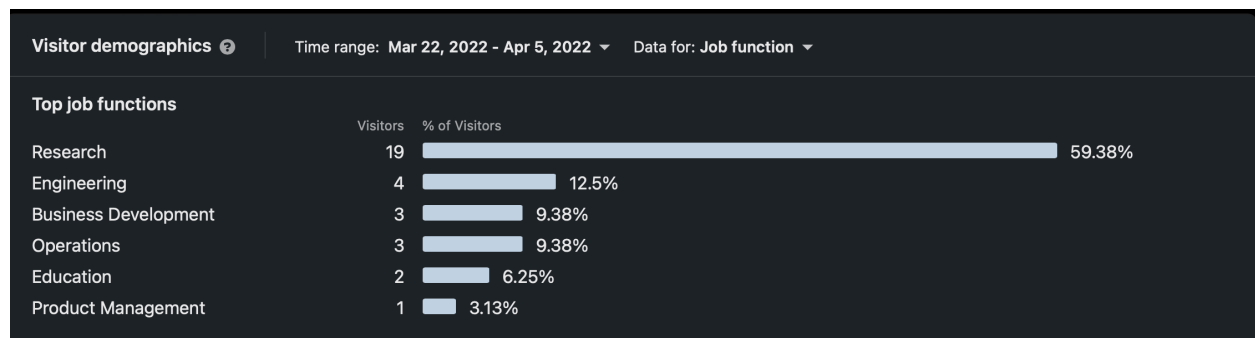 Visitor demographics ? Time range: Mar 22, 2022 - Apr 5, 2022 Data for: Job function
Top job functions
Visitors % of Visitors
Research 19 59.38%
Engineering 4 12.5%
Business Development 3 9.38%
Operations 3 9.38%
Education 2 6.25%
Product Management 1 3.13%